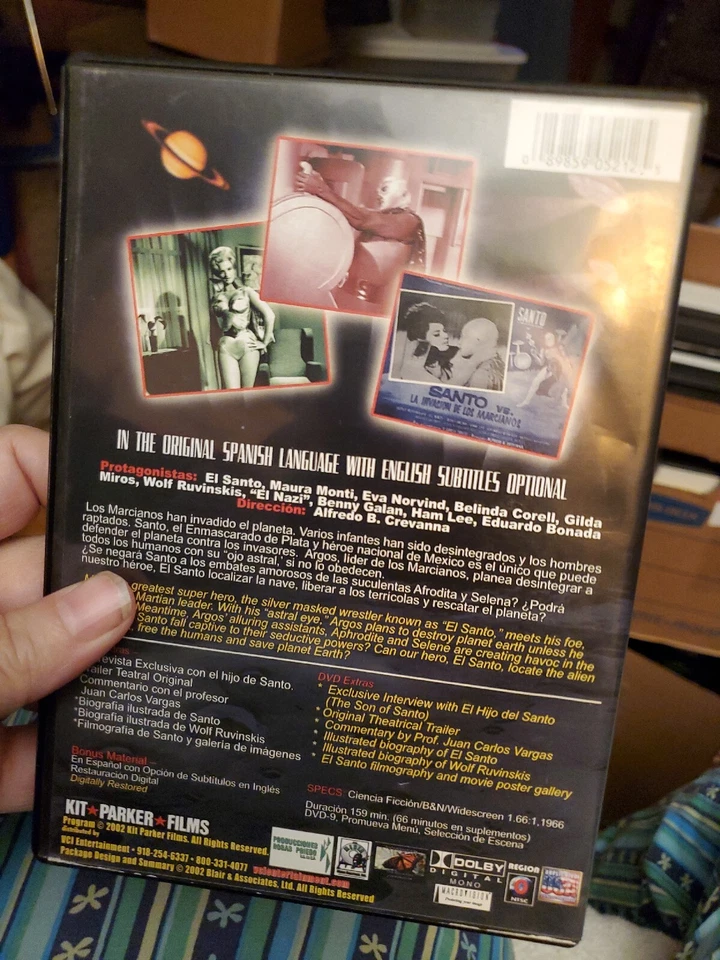 SANTO
SANTO vs.
LA INVASION DE LOS MARCIANOS
IN THE ORIGINAL SPANISH LANGUAGE WITH ENGLISH SUBTITLES OPTIONAL
Protagonistas: El Santo, Maura Monti, Eva Norvind, Belinda Corell, Gilda
Miros, Wolf Ruvinskis, "El Nazi", Benny Galan, Ham Lee, Eduardo Bonada
Dirección: Alfredo B. Crevanna
Los Marcianos han invadido el planeta. Varios infantes han sido desintegrados y los hombres
raptados. Santo, el Enmascarado de Plata y héroe nacional de Mexico es el único que puede
defender el planeta contra los invasores. Argos, líder de los Marcianos, planea desintegrar a
todos los humanos con su "ojo astral," si no lo obedecen.
¿Se negará Santo a los embates amorosos de las suculentas Afrodita y Selena? ¿Podrá
nuestro héroe, El Santo localizar la nave, liberar a los terricolas y rescatar el planeta?
greatest super hero, the silver masked wrestler known as "El Santo," meets his foe,
Martian leader. With his "astral eye," Argos plans to destroy planet earth unless he
Meantime, Argos' alluring assistants, Aphrodite and Selene are creating havoc in the
Santo fall captive to their seductive powers? Can our hero, El Santo, locate the alien
free the humans and save planet Earth?
revista Exclusiva con el hijo de Santo.
Trailer Teatral Original
Commentario con el profesor
Juan Carlos Vargas
*Biografia ilustrada de Santo
*Biografia ilustrada de Wolf Ruvinskis
*Filmografia de Santo y galería de imágenes
Bonus Material –
En Español con Opción de Subtítulos en Inglés
Restauración Digital
Digitally Restored
DVD Extras
* Exclusive Interview with El Hijo del Santo
(The Son of Santo)
* Original Theatrical Trailer
* Commentary by Prof. Juan Carlos Vargas
* Illustrated biography of El Santo
* Illustrated biography of Wolf Ruvinskis
El Santo filmography and movie poster gallery
SPECS: Ciencia Ficción/B&N/Widescreen 1.66:1,1966
Duración 159 min. (66 minutos en suplementos)
DVD-9, Promueva Menú, Selección de Escena
KIT★PARKER★FILMS
Program © 2002 Kit Parker Films. All Rights Reserved.
distributed by
VCI Entertainment • 918-254-6337 • 800-331-4077
Package Design and Summary © 2002 Blair & Associates, Ltd. All Rights Reserved
PRODUCCIONES
DOLBY
DIGITAL
MONO
MACROVISION
REGION
NTSC